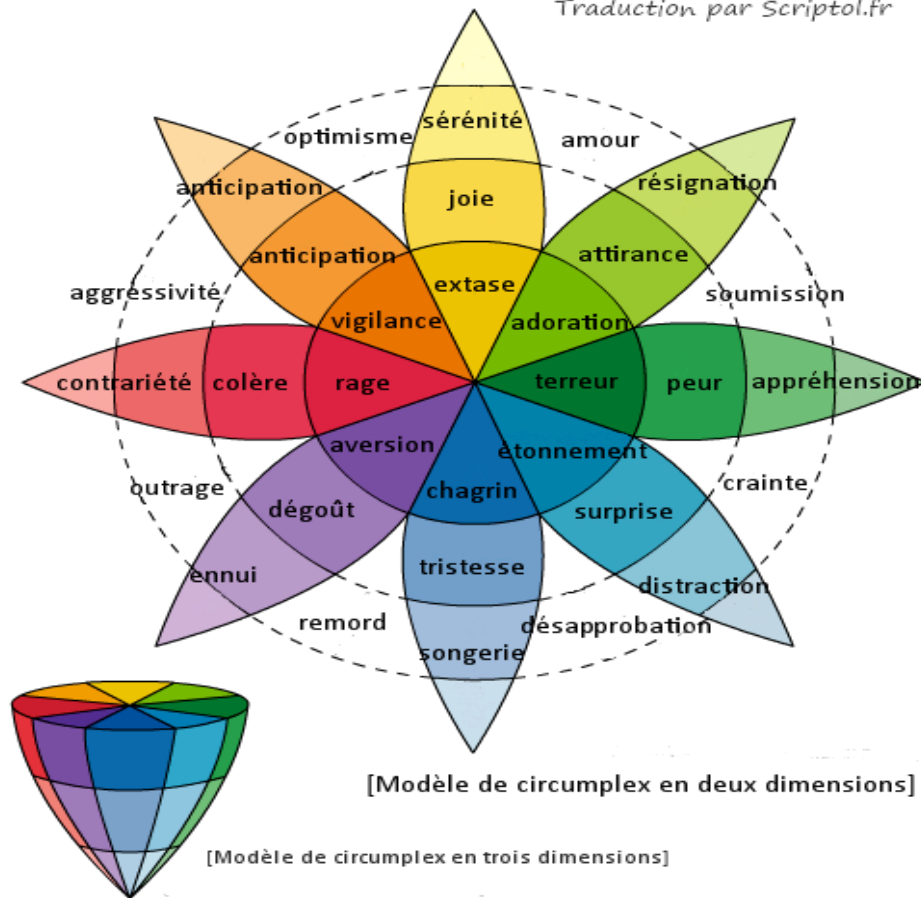 Traduction par Scriptol.fr
optimisme
sérénité
amour
anticipation
résignation
joie
anticipation
attirance
aggressivité
extase
soumission
vigilance
adoration
contrariété
colère
rage
terreur
peur
appréhension
aversion
étonnement
outrage
chagrin
crainte
dégoût
surprise
ennui
tristesse
distraction
remord
désapprobation
songerie
[Modèle de circumplex en deux dimensions]
[Modèle de circumplex en trois dimensions]